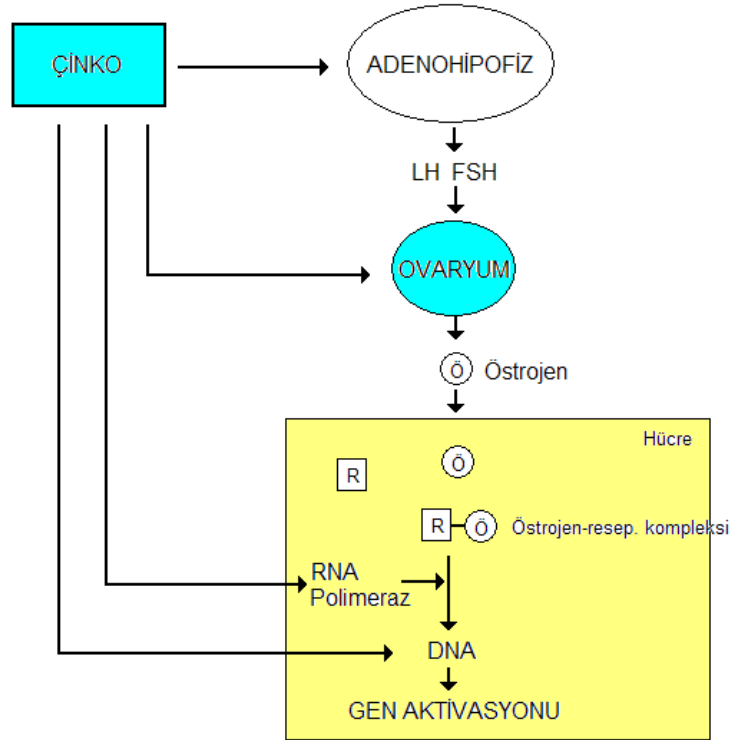 ÇİNKO
ADENOHİPOFİZ
LH FSH
OVARYUM
Ö Östrojen
Hücre
R
Ö
R Ö Östrojen-resep. kompleksi
RNA
Polimeraz
DNA
GEN AKTİVASYONU